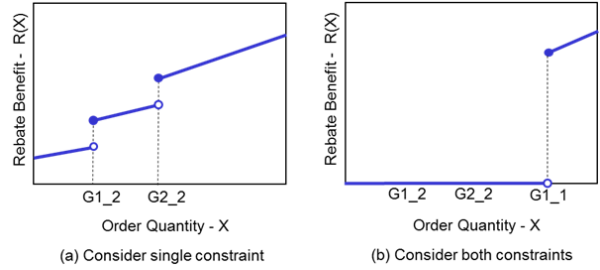 Rebate Benefit - R(X)
G1_2
G2_2
Order Quantity - X
(a) Consider single constraint
Rebate Benefit - R(X)
G1_2
G2_2
G1_1
Order Quantity - X
(b) Consider both constraints